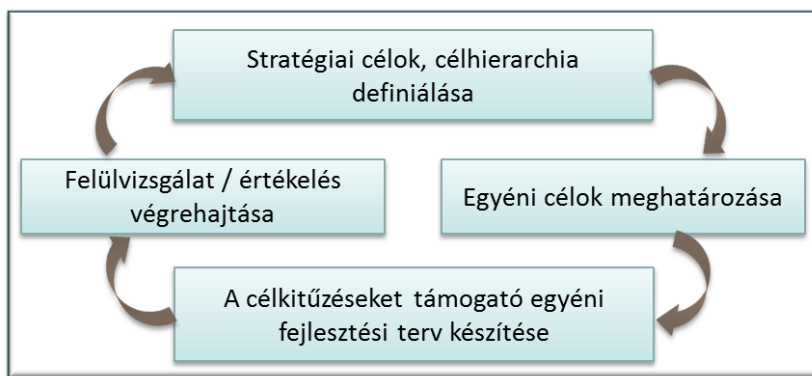 Stratégiai célok, célhierarchia
definiálása
Egyéni célok meghatározása
A célkitűzéseket támogató egyéni
fejlesztési terv készítése
Felülvizsgálat / értékelés
végrehajtása